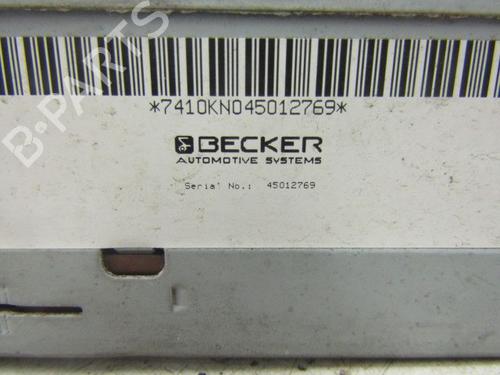 B-PARTS
*7410KN045012769*
BECKER
AUTOMOTIVE SYSTEMS
Serial No.: 45012769